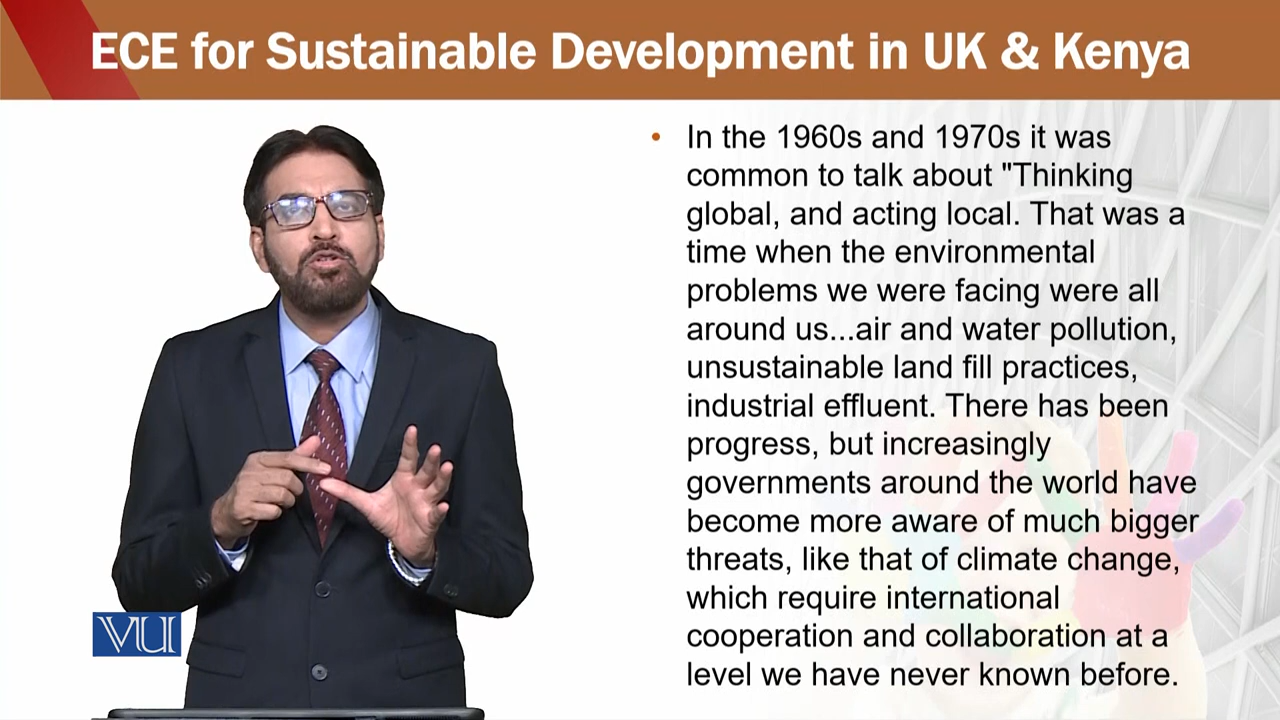 ECE for Sustainable Development in UK & Kenya
• In the 1960s and 1970s it was
common to talk about "Thinking
global, and acting local. That was a
time when the environmental
problems we were facing were all
around us...air and water pollution,
unsustainable land fill practices,
industrial effluent. There has been
progress, but increasingly
governments around the world have
become more aware of much bigger
threats, like that of climate change,
which require international
cooperation and collaboration at a
level we have never known before.
VU